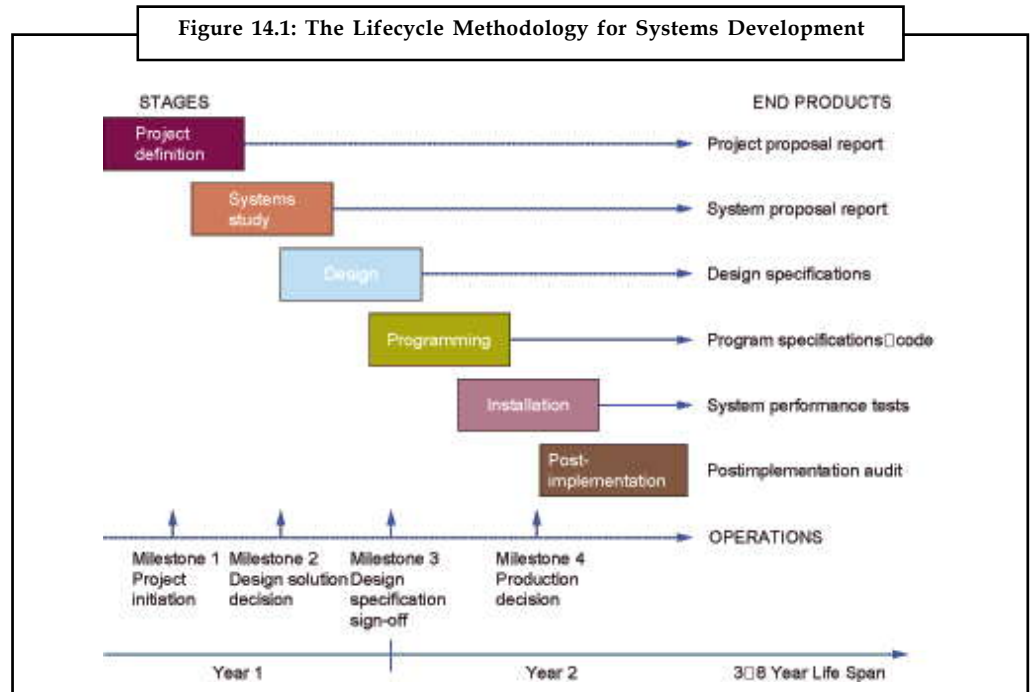 Figure 14.1: The Lifecycle Methodology for Systems Development
STAGES
END PRODUCTS
Project
definition
Project proposal report
Systems
study
System proposal report
Design
Design specifications
Programming
Program specifications□code
Installation
System performance tests
Post-
implementation
Postimplementation audit
OPERATIONS
Milestone 1
Project
initiation
Milestone 2
Design solution
decision
Milestone 3
Design
specification
sign-off
Milestone 4
Production
decision
Year 1
Year 2
3□8 Year Life Span